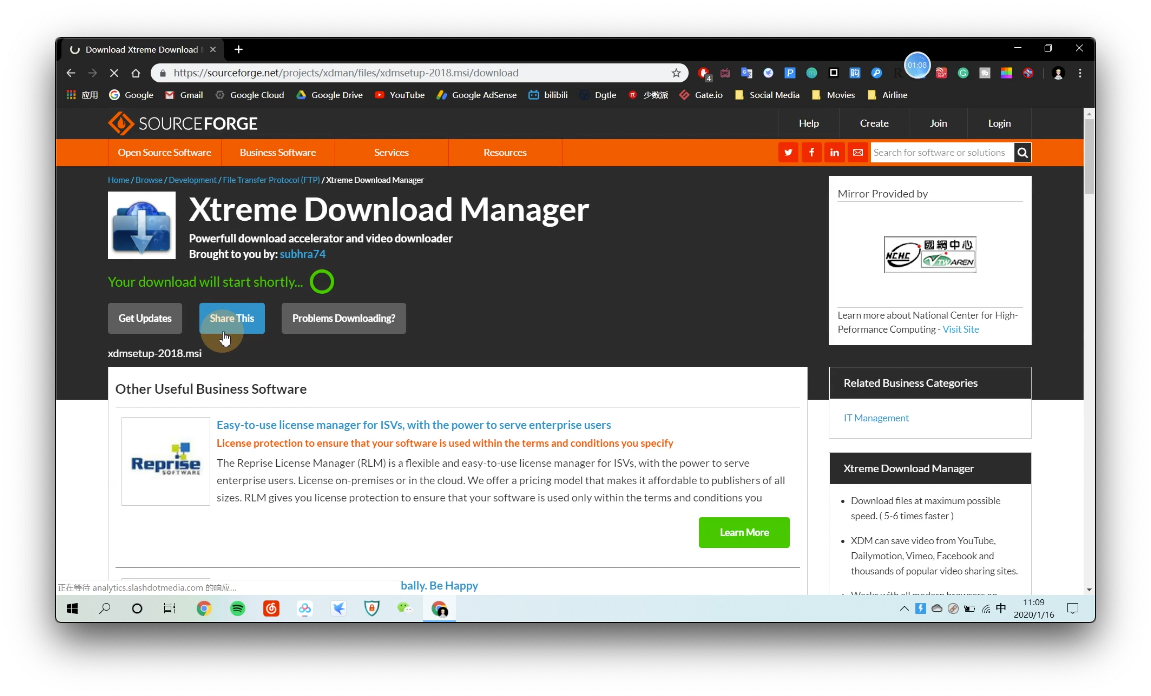 Download Xtreme Download
01:08
https://sourceforge.net/projects/xdman/files/xdmsetup-2018.msi/download
4
应用 Google Gmail Google Cloud Google Drive YouTube Google AdSense bilibili Dgtle 少数派 Gate.io Social Media Movies Airline
SOURCEFORGE
Help Create Join Login
Open Source Software Business Software Services Resources
Search for software or solutions
Home / Browse / Development / File Transfer Protocol (FTP) / Xtreme Download Manager
Xtreme Download Manager
Powerfull download accelerator and video downloader
Brought to you by: subhra74
Your download will start shortly...
Get Updates Share This Problems Downloading?
xdmsetup-2018.msi
Mirror Provided by
NCHC 國網中心
TWAREN
Learn more about National Center for High-
Peformance Computing - Visit Site
Other Useful Business Software
Easy-to-use license manager for ISVs, with the power to serve enterprise users
License protection to ensure that your software is used within the terms and conditions you specify
Reprise
SOFTWARE
The Reprise License Manager (RLM) is a flexible and easy-to-use license manager for ISVs, with the power to serve
enterprise users. License on-premises or in the cloud. We offer a pricing model that makes it affordable to publishers of all
sizes. RLM gives you license protection to ensure that your software is used only within the terms and conditions you
Learn More
bally. Be Happy
Related Business Categories
IT Management
Xtreme Download Manager
• Download files at maximum possible
speed. ( 5-6 times faster )
• XDM can save video from YouTube,
Dailymotion, Vimeo, Facebook and
thousands of popular video sharing sites.
正在等待 analytics.slashdotmedia.com 的响应...
中
11:09
2020/1/16